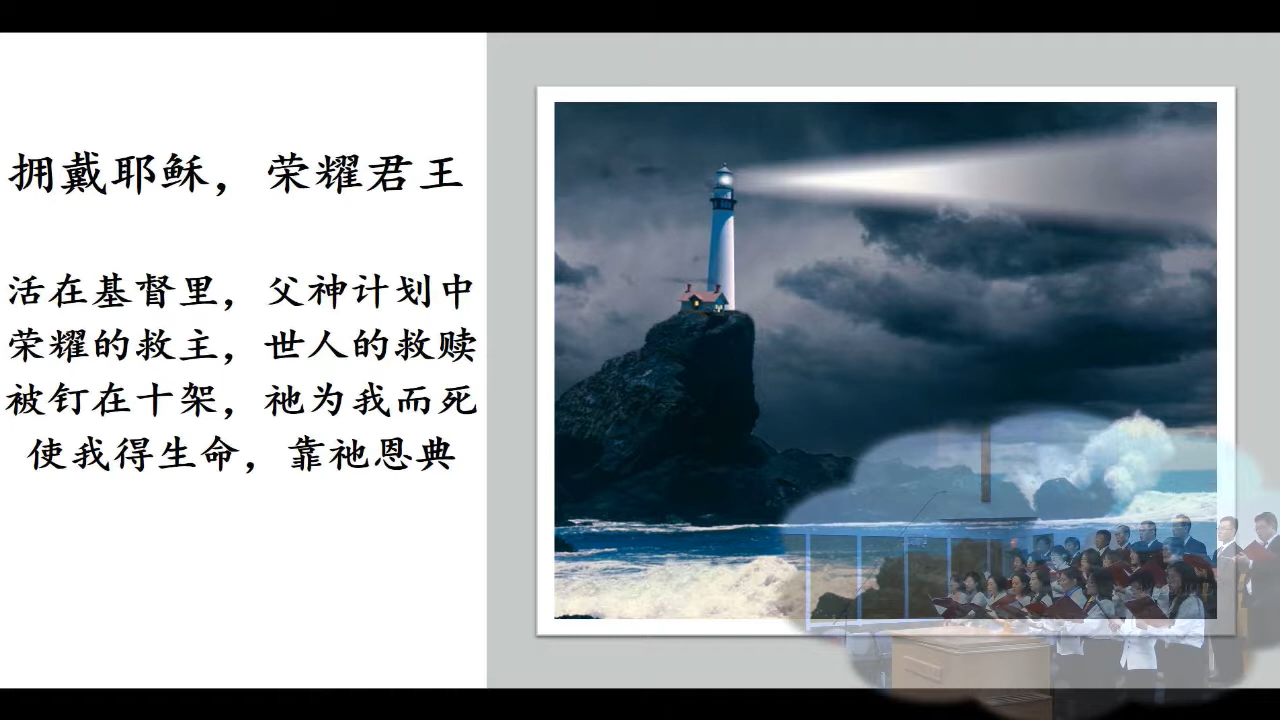 拥戴耶稣，荣耀君王
活在基督里，父神计划中
荣耀的救主，世人的救赎
被钉在十架，祂为我而死
使我得生命，靠祂恩典